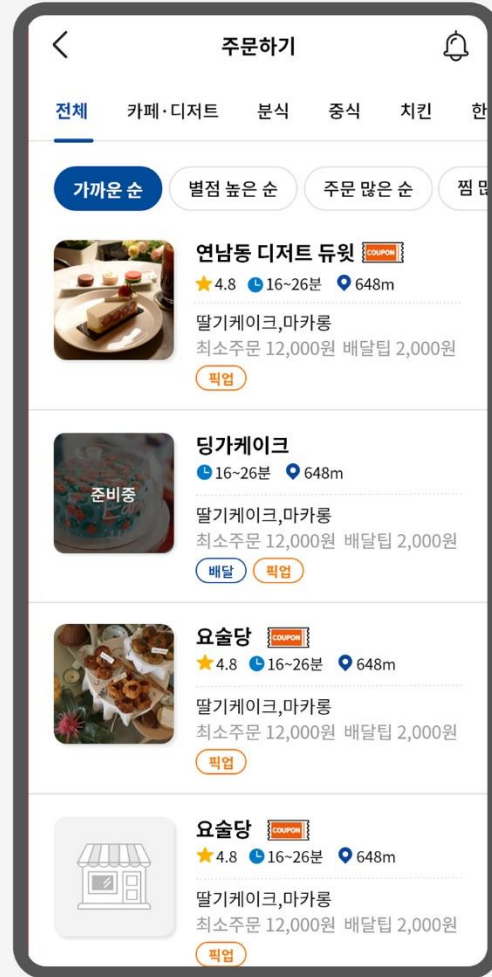 주문하기
전체 카페·디저트 분식 중식 치킨 한
가까운 순 별점 높은 순 주문 많은 순 찜 많
연남동 디저트 듀윗 COUPON
4.8 16~26분 648m
딸기케이크,마카롱
최소주문 12,000원 배달팁 2,000원
픽업
준비중
딩가케이크
16~26분 648m
딸기케이크,마카롱
최소주문 12,000원 배달팁 2,000원
배달 픽업
요술당 COUPON
4.8 16~26분 648m
딸기케이크,마카롱
최소주문 12,000원 배달팁 2,000원
픽업
요술당 COUPON
4.8 16~26분 648m
딸기케이크,마카롱
최소주문 12,000원 배달팁 2,000원
픽업